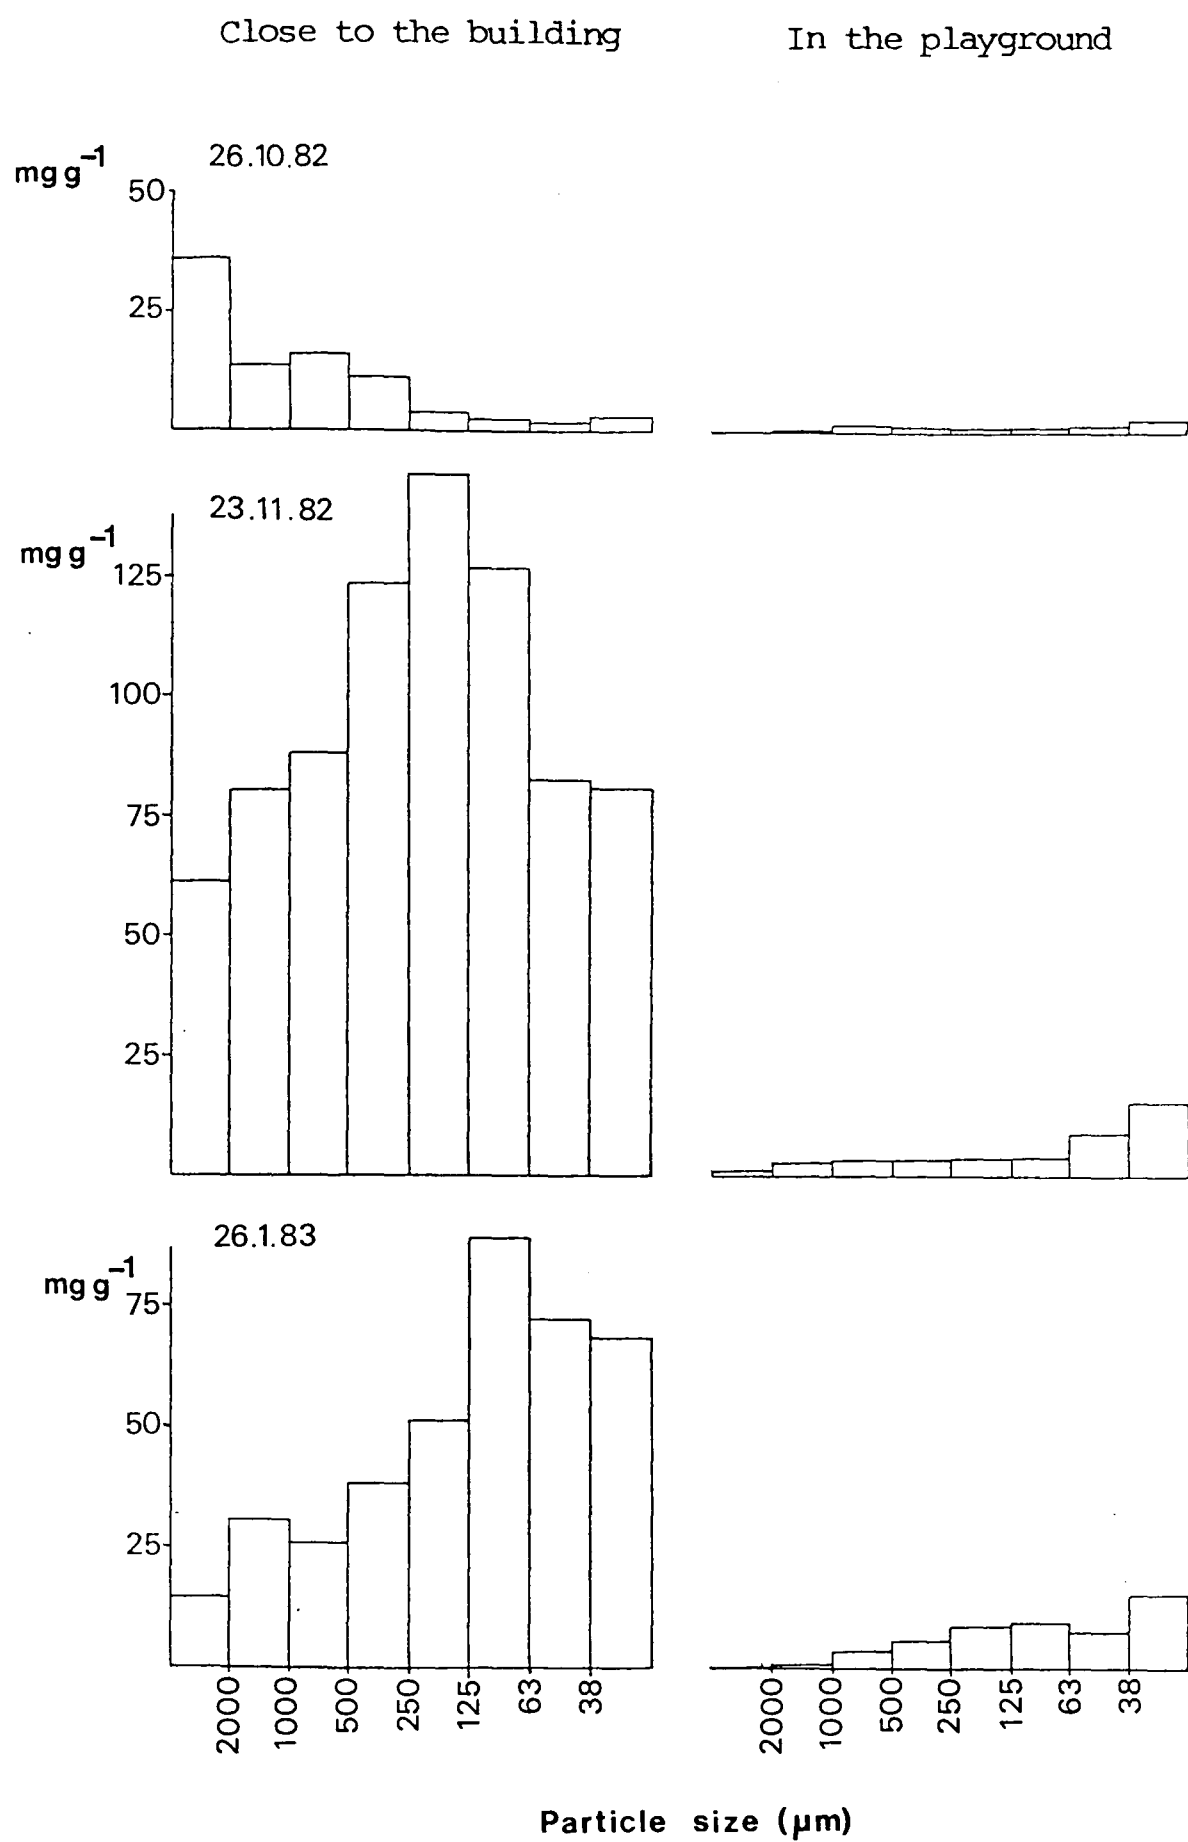 Close to the building
In the playground
26.10.82
mg g⁻¹
50
25
23.11.82
mg g⁻¹
125
100
75
50
25
26.1.83
mg g⁻¹
75
50
25
2000 1000 500 250 125 63 38
2000 1000 500 250 125 63 38
Particle size (µm)